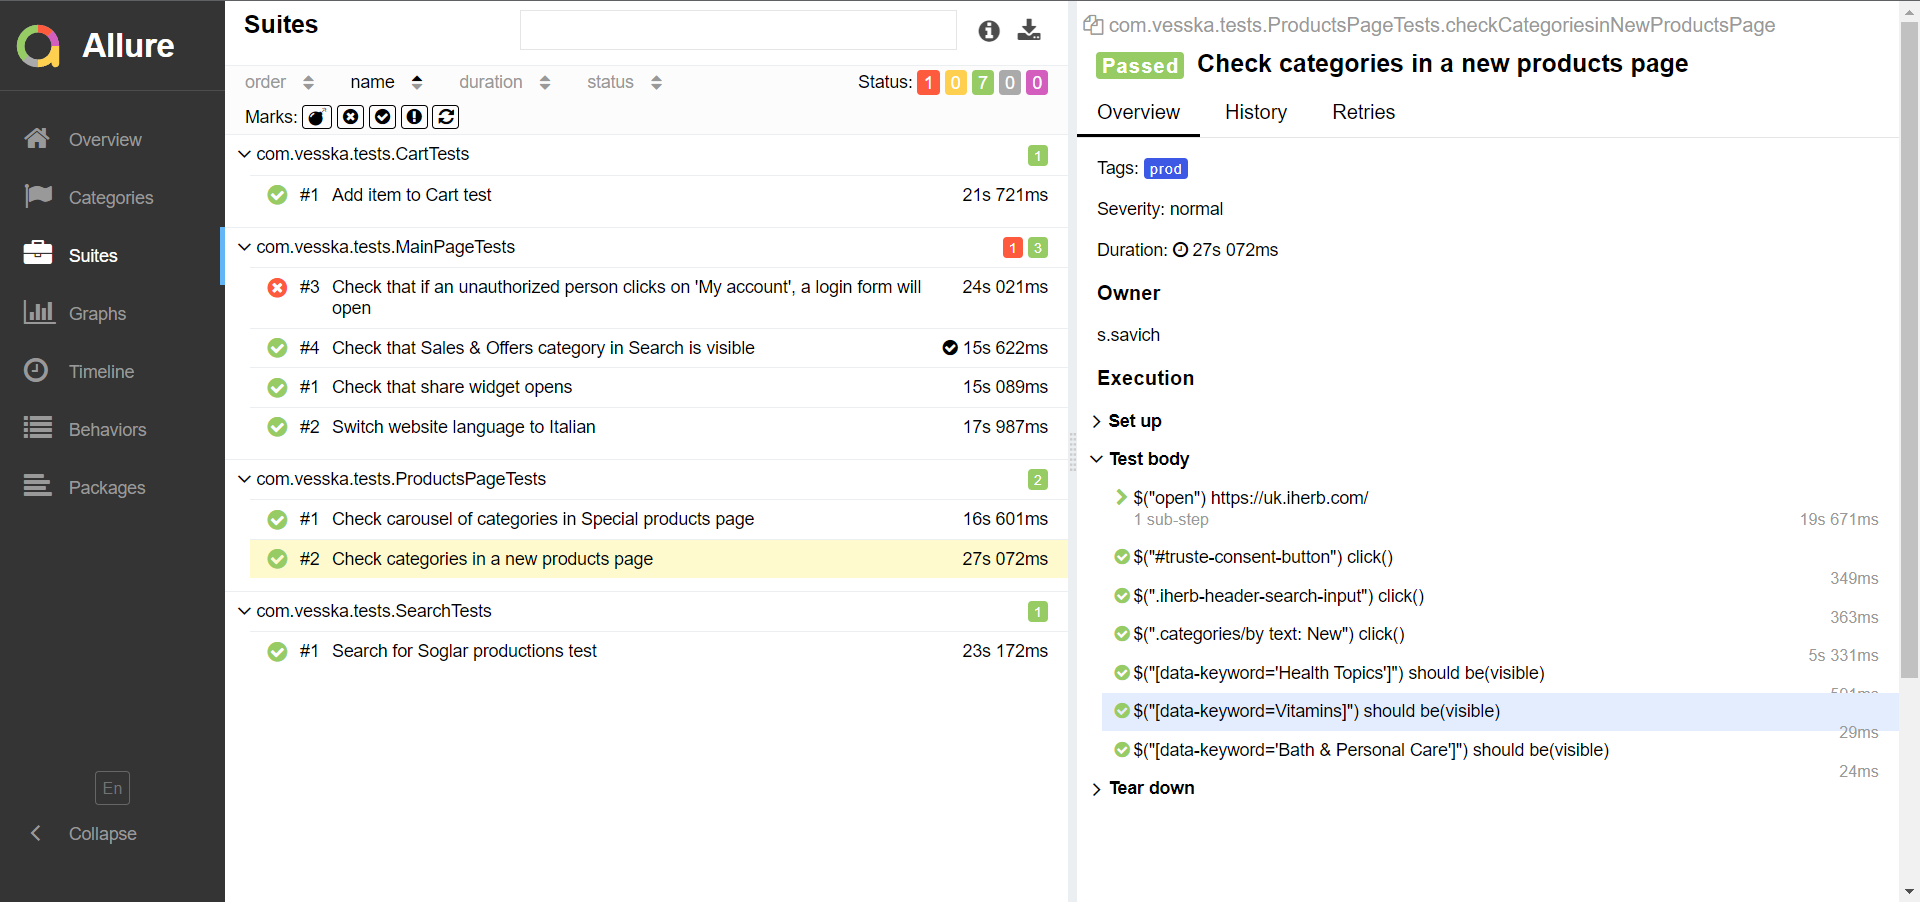 Allure
Overview
Categories
Suites
Graphs
Timeline
Behaviors
Packages
En
Collapse
Suites
order name duration status Status: 1 0 7 0 0
Marks:
com.vesska.tests.CartTests 1
#1 Add item to Cart test 21s 721ms
com.vesska.tests.MainPageTests 1 3
#3 Check that if an unauthorized person clicks on 'My account', a login form will 24s 021ms
open
#4 Check that Sales & Offers category in Search is visible 15s 622ms
#1 Check that share widget opens 15s 089ms
#2 Switch website language to Italian 17s 987ms
com.vesska.tests.ProductsPageTests 2
#1 Check carousel of categories in Special products page 16s 601ms
#2 Check categories in a new products page 27s 072ms
com.vesska.tests.SearchTests 1
#1 Search for Soglar productions test 23s 172ms
com.vesska.tests.ProductsPageTests.checkCategoriesinNewProductsPage
Passed Check categories in a new products page
Overview History Retries
Tags: prod
Severity: normal
Duration: 27s 072ms
Owner
s.savich
Execution
Set up
Test body
$("open") https://uk.iherb.com/
1 sub-step 19s 671ms
$("#truste-consent-button") click()
349ms
$(".iherb-header-search-input") click()
363ms
$(".categories/by text: New") click()
5s 331ms
$("[data-keyword='Health Topics']") should be(visible)
$("[data-keyword=Vitamins]") should be(visible)
29ms
$("[data-keyword='Bath & Personal Care']") should be(visible)
24ms
Tear down